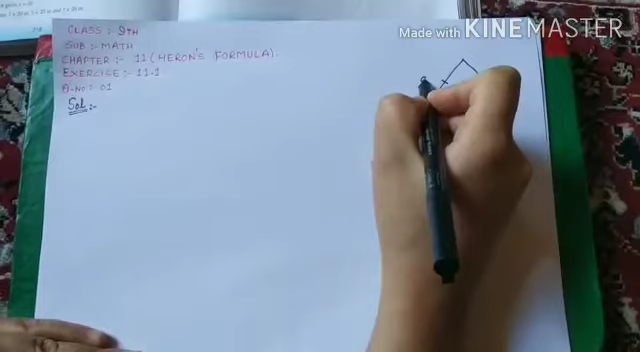 Made with KINEMASTER
CLASS :- 9TH
SUB :- MATH
CHAPTER :- 11 (HERON'S FORMULA).
EXERCISE :- 11.1
Q.NO :- 01
Sol :-